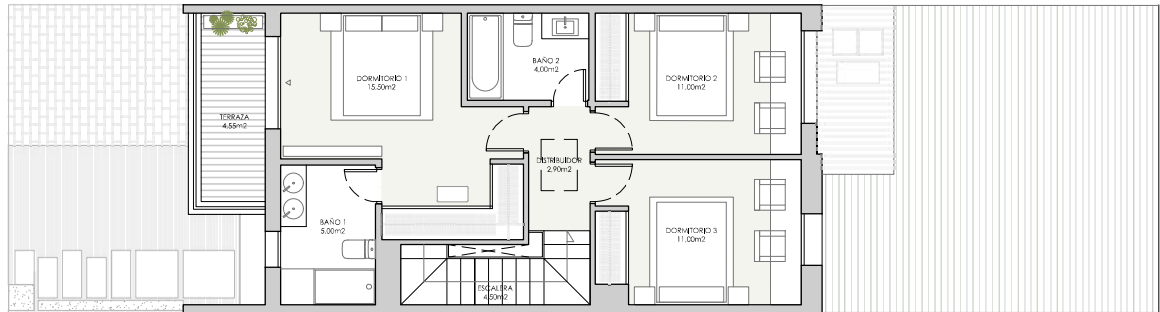 DORMITORIO 1
15.50m2
BAÑO 2
4.00m2
DORMITORIO 2
11.00m2
TERRAZA
4.55m2
DISTRIBUIDOR
2.90m2
BAÑO 1
5.00m2
DORMITORIO 3
11.00m2
ESCALERA
4.50m2